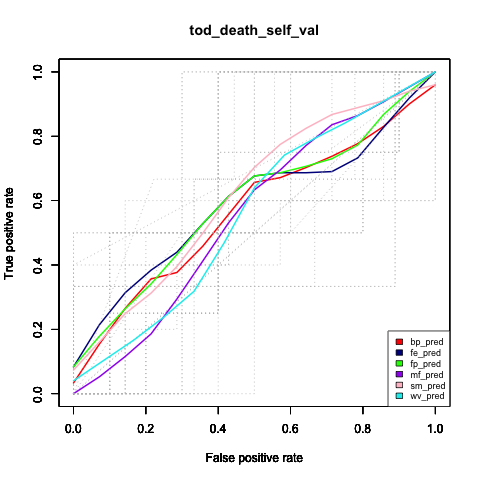 tod_death_self_val
True positive rate
1.0
0.8
0.6
0.4
0.2
0.0
bp_pred
fe_pred
fp_pred
mf_pred
sm_pred
wv_pred
0.0 0.2 0.4 0.6 0.8 1.0
False positive rate